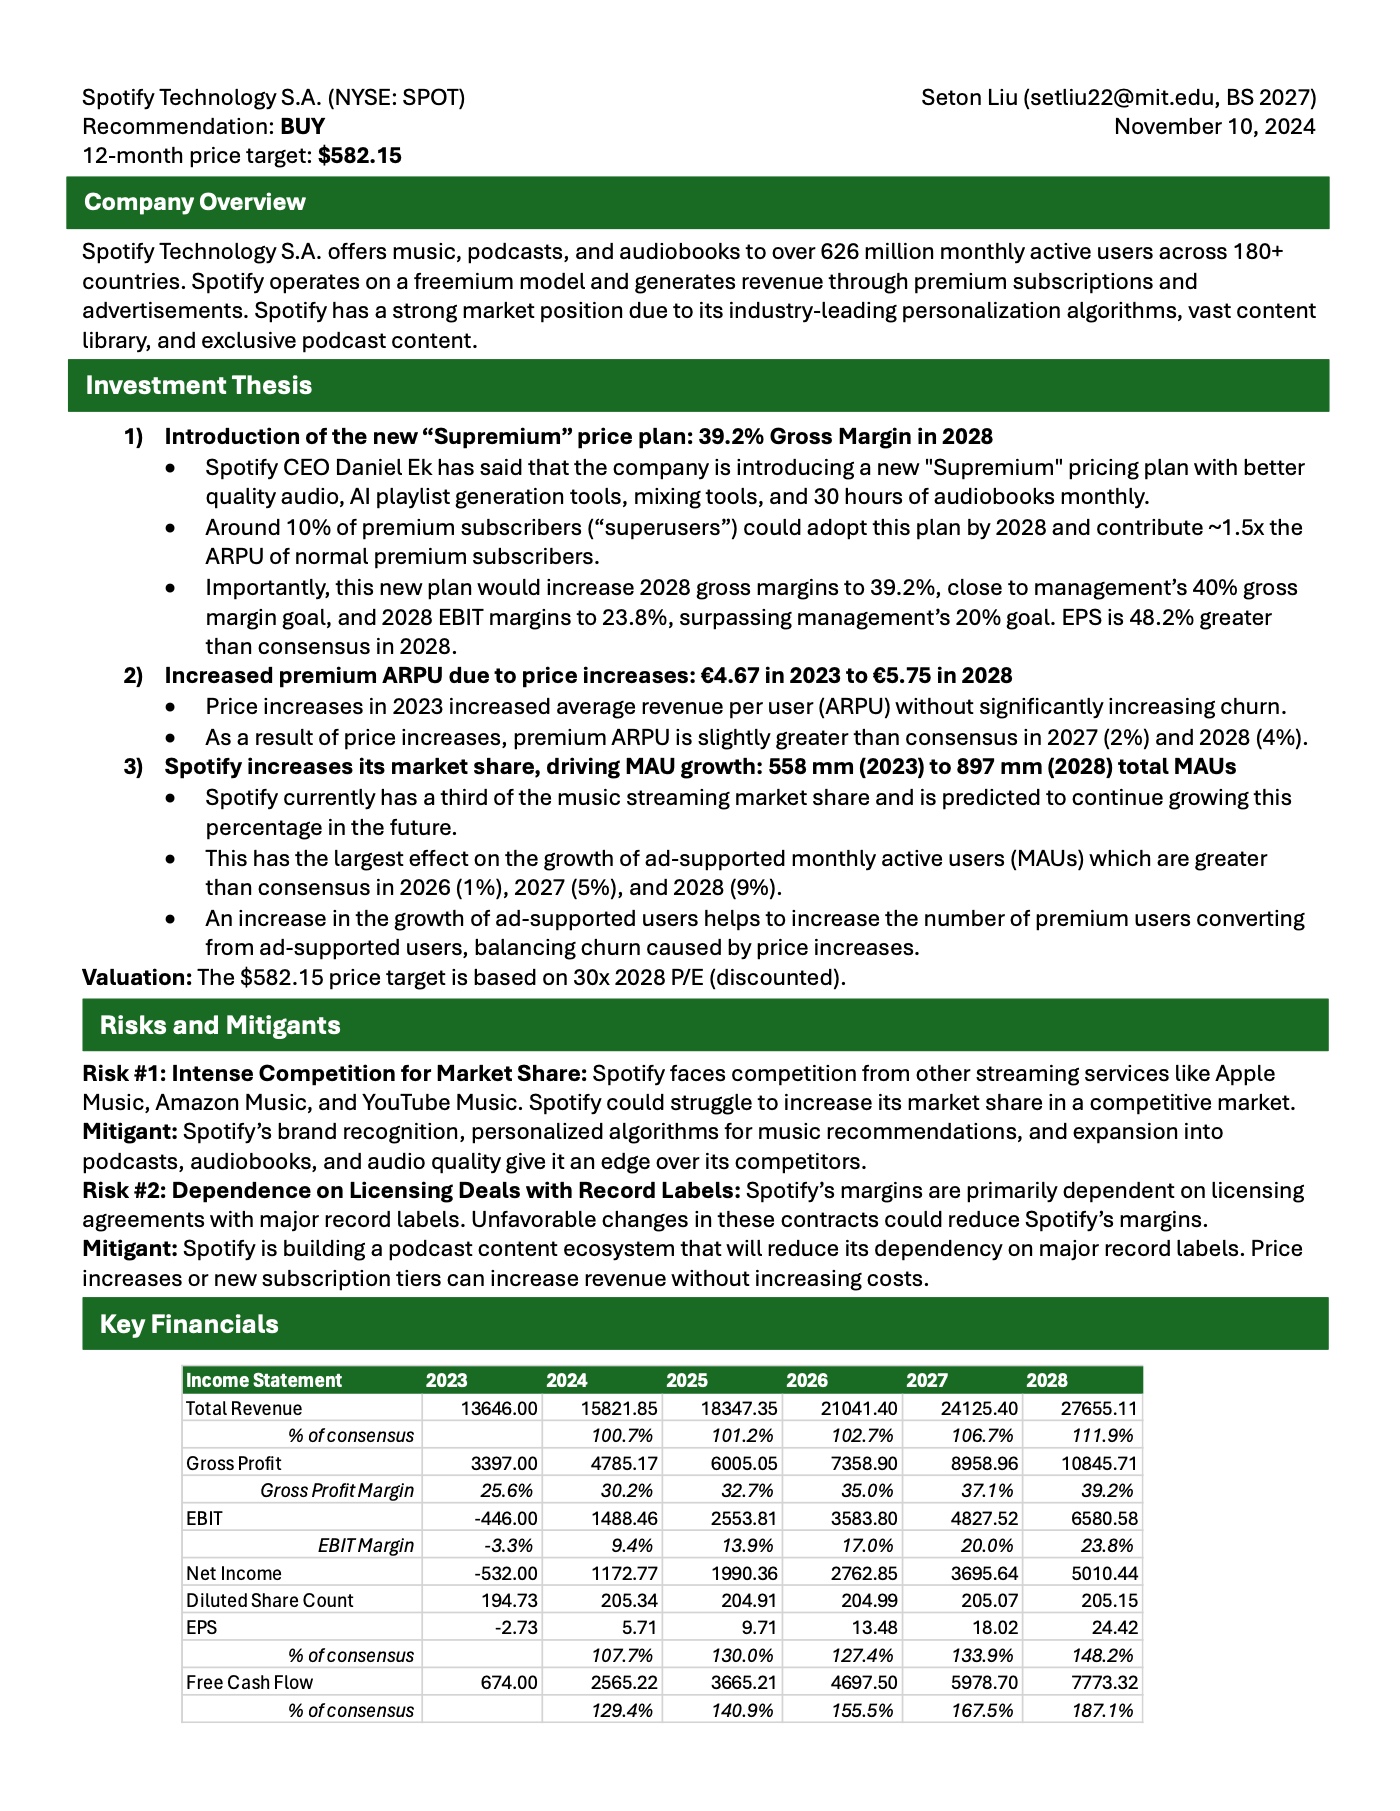 Spotify Technology S.A. (NYSE: SPOT)
Seton Liu (setliu22@mit.edu, BS 2027)
Recommendation: BUY
November 10, 2024
12-month price target: $582.15
Company Overview
Spotify Technology S.A. offers music, podcasts, and audiobooks to over 626 million monthly active users across 180+
countries. Spotify operates on a freemium model and generates revenue through premium subscriptions and
advertisements. Spotify has a strong market position due to its industry-leading personalization algorithms, vast content
library, and exclusive podcast content.
Investment Thesis
1) Introduction of the new “Supremium” price plan: 39.2% Gross Margin in 2028
• Spotify CEO Daniel Ek has said that the company is introducing a new "Supremium" pricing plan with better
quality audio, AI playlist generation tools, mixing tools, and 30 hours of audiobooks monthly.
• Around 10% of premium subscribers (“superusers”) could adopt this plan by 2028 and contribute ~1.5x the
ARPU of normal premium subscribers.
• Importantly, this new plan would increase 2028 gross margins to 39.2%, close to management’s 40% gross
margin goal, and 2028 EBIT margins to 23.8%, surpassing management’s 20% goal. EPS is 48.2% greater
than consensus in 2028.
2) Increased premium ARPU due to price increases: €4.67 in 2023 to €5.75 in 2028
• Price increases in 2023 increased average revenue per user (ARPU) without significantly increasing churn.
• As a result of price increases, premium ARPU is slightly greater than consensus in 2027 (2%) and 2028 (4%).
3) Spotify increases its market share, driving MAU growth: 558 mm (2023) to 897 mm (2028) total MAUs
• Spotify currently has a third of the music streaming market share and is predicted to continue growing this
percentage in the future.
• This has the largest effect on the growth of ad-supported monthly active users (MAUs) which are greater
than consensus in 2026 (1%), 2027 (5%), and 2028 (9%).
• An increase in the growth of ad-supported users helps to increase the number of premium users converting
from ad-supported users, balancing churn caused by price increases.
Valuation: The $582.15 price target is based on 30x 2028 P/E (discounted).
Risks and Mitigants
Risk #1: Intense Competition for Market Share: Spotify faces competition from other streaming services like Apple
Music, Amazon Music, and YouTube Music. Spotify could struggle to increase its market share in a competitive market.
Mitigant: Spotify’s brand recognition, personalized algorithms for music recommendations, and expansion into
podcasts, audiobooks, and audio quality give it an edge over its competitors.
Risk #2: Dependence on Licensing Deals with Record Labels: Spotify’s margins are primarily dependent on licensing
agreements with major record labels. Unfavorable changes in these contracts could reduce Spotify’s margins.
Mitigant: Spotify is building a podcast content ecosystem that will reduce its dependency on major record labels. Price
increases or new subscription tiers can increase revenue without increasing costs.
Key Financials
Income Statement 2023 2024 2025 2026 2027 2028
Total Revenue 13646.00 15821.85 18347.35 21041.40 24125.40 27655.11
% of consensus 100.7% 101.2% 102.7% 106.7% 111.9%
Gross Profit 3397.00 4785.17 6005.05 7358.90 8958.96 10845.71
Gross Profit Margin 25.6% 30.2% 32.7% 35.0% 37.1% 39.2%
EBIT -446.00 1488.46 2553.81 3583.80 4827.52 6580.58
EBIT Margin -3.3% 9.4% 13.9% 17.0% 20.0% 23.8%
Net Income -532.00 1172.77 1990.36 2762.85 3695.64 5010.44
Diluted Share Count 194.73 205.34 204.91 204.99 205.07 205.15
EPS -2.73 5.71 9.71 13.48 18.02 24.42
% of consensus 107.7% 130.0% 127.4% 133.9% 148.2%
Free Cash Flow 674.00 2565.22 3665.21 4697.50 5978.70 7773.32
% of consensus 129.4% 140.9% 155.5% 167.5% 187.1%